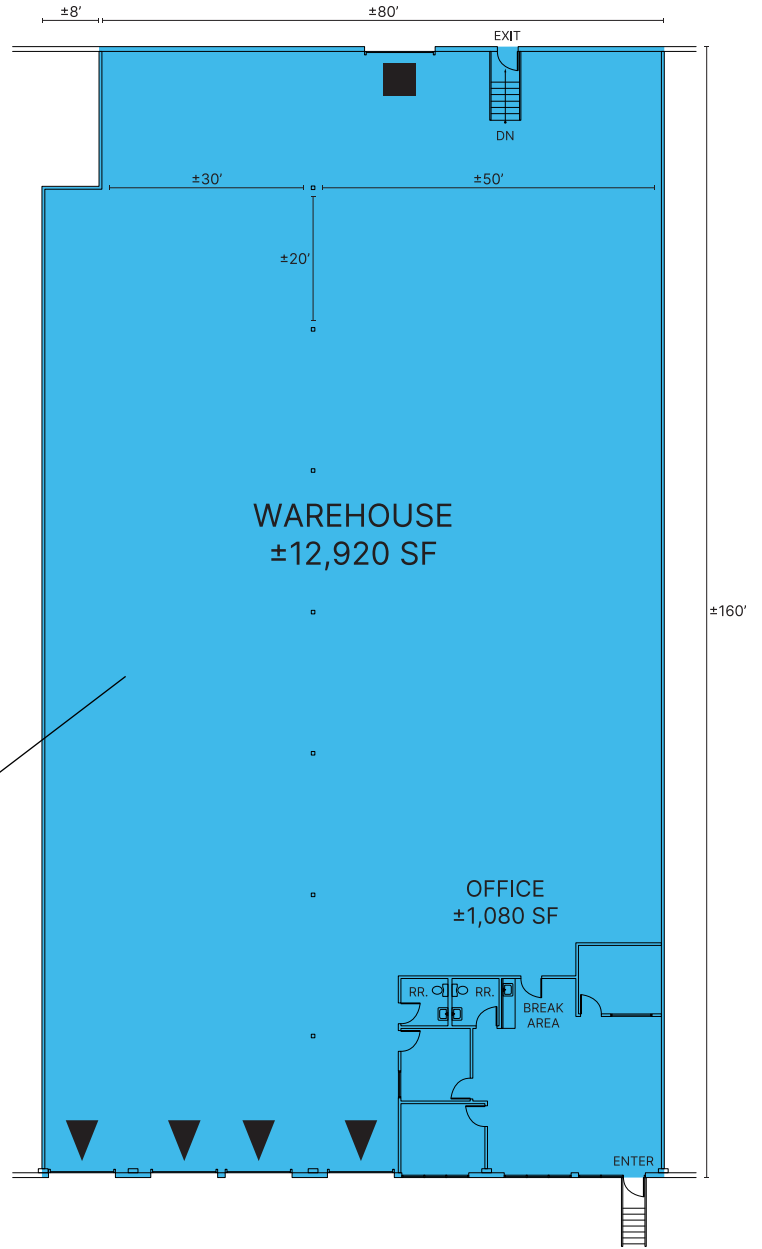 ±8’
±80’
EXIT
DN
±30’
±50’
±20’
WAREHOUSE
±12,920 SF
±160’
OFFICE
±1,080 SF
RR.
RR.
BREAK
AREA
ENTER